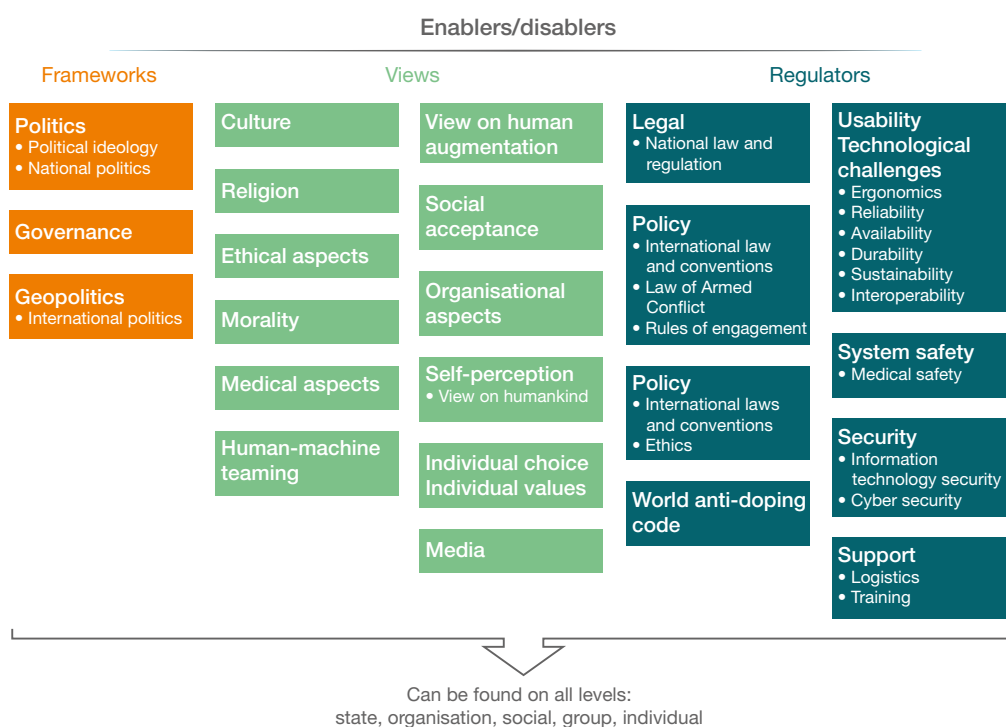 Enablers/disablers
Frameworks
Views
Regulators
Politics
• Political ideology
• National politics
Governance
Geopolitics
• International politics
Culture
Religion
Ethical aspects
Morality
Medical aspects
Human-machine
teaming
View on human
augmentation
Social
acceptance
Organisational
aspects
Self-perception
• View on humankind
Individual choice
Individual values
Media
Legal
• National law and
regulation
Policy
• International law
and conventions
• Law of Armed
Conflict
• Rules of engagement
Policy
• International laws
and conventions
• Ethics
World anti-doping
code
Usability
Technological
challenges
• Ergonomics
• Reliability
• Availability
• Durability
• Sustainability
• Interoperability
System safety
• Medical safety
Security
• Information
technology security
• Cyber security
Support
• Logistics
• Training
Can be found on all levels:
state, organisation, social, group, individual